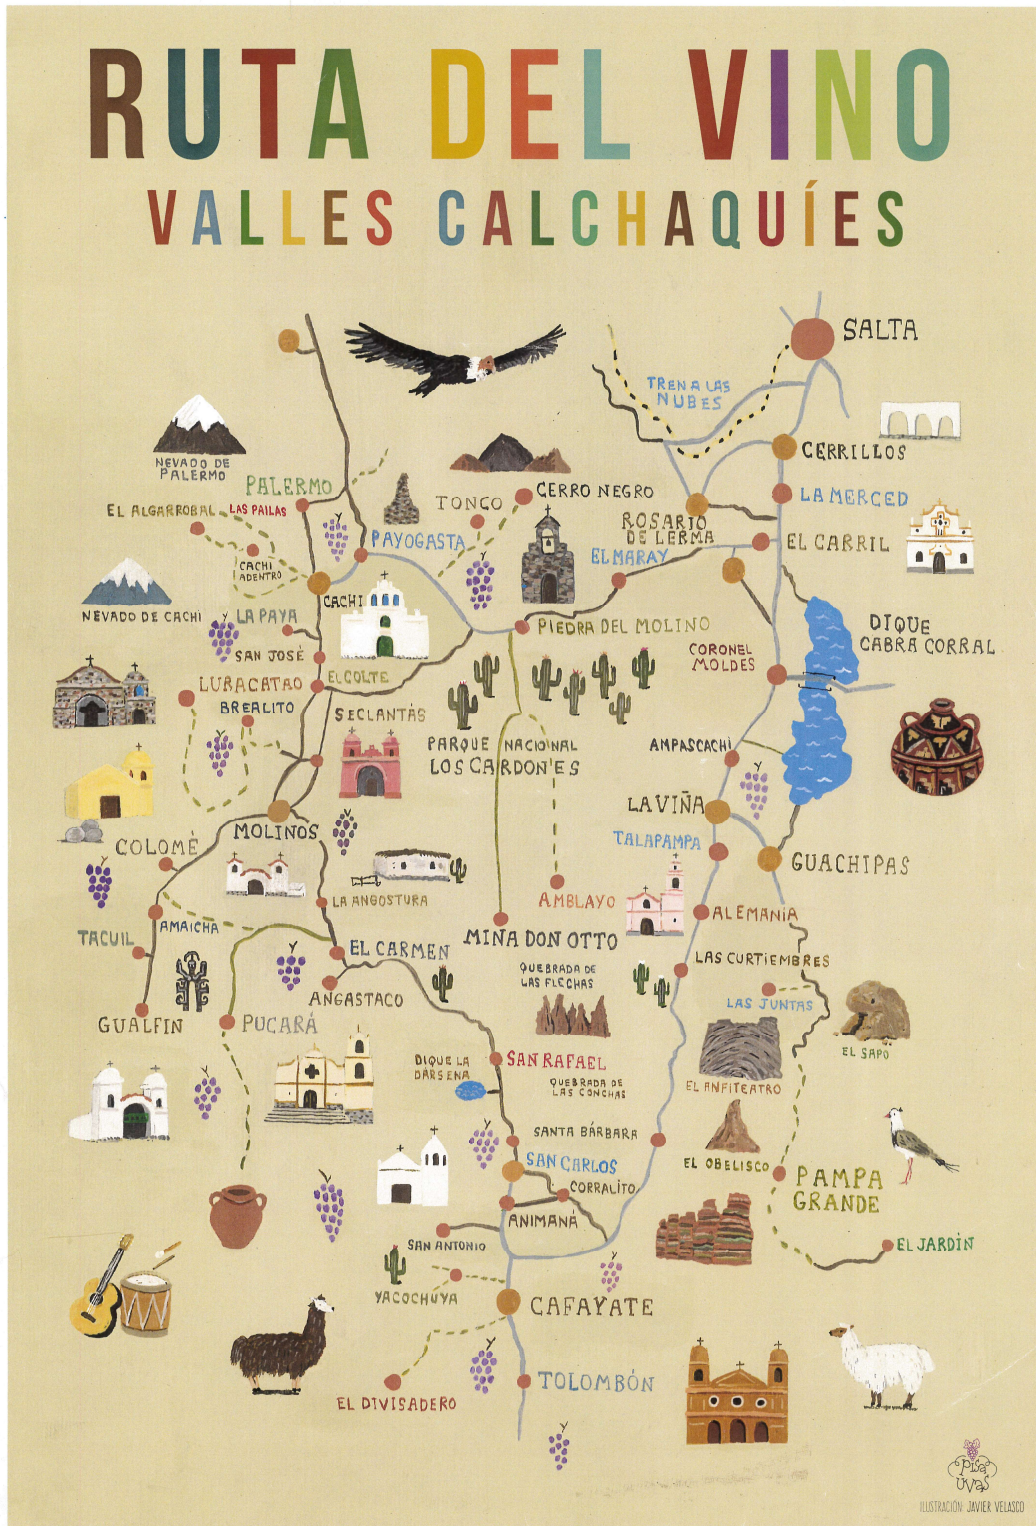 RUTA DEL VINO
VALLES CALCHAQUÍES
SALTA
TREN A LAS
NUBES
CERRILLOS
NEVADO DE
PALERMO
PALERMO
LA MERCED
EL ALGARROBAL
LAS PAILAS
TONCO
CERRO NEGRO
ROSARIO
DE LERMA
EL CARRIL
PAYOGASTA
EL MARAY
CACHI
ADENTRO
NEVADO DE CACHI
CACHI
LA PAYA
PIEDRA DEL MOLINO
DIQUE
CABRA CORRAL
SAN JOSÉ
CORONEL
MOLDES
LURACATAO
EL COLTE
BREALITO
SECLANTÁS
PARQUE NACIONAL
LOS CARDONES
AMPASCACHI
LA VIÑA
MOLINOS
COLOMÉ
TALAPAMPA
GUACHIPAS
LA ANGOSTURA
AMBLAYO
ALEMANÍA
AMAICHA
TACUIL
EL CARMEN
MINA DON OTTO
LAS CURTIEMBRES
QUEBRADA DE
LAS FLECHAS
ANGASTACO
LAS JUNTAS
GUALFIN
PUCARÁ
EL SAPO
DIQUE LA
DÁRSENA
SAN RAFAEL
QUEBRADA DE
LAS CONCHAS
EL ANFITEATRO
SANTA BÁRBARA
SAN CARLOS
EL OBELISCO
PAMPA
GRANDE
CORRALITO
ANIMANÁ
SAN ANTONIO
EL JARDÍN
YACOCHUYA
CAFAYATE
EL DIVISADERO
TOLOMBÓN
PISA
UVAS
ILUSTRACIÓN: JAVIER VELASCO